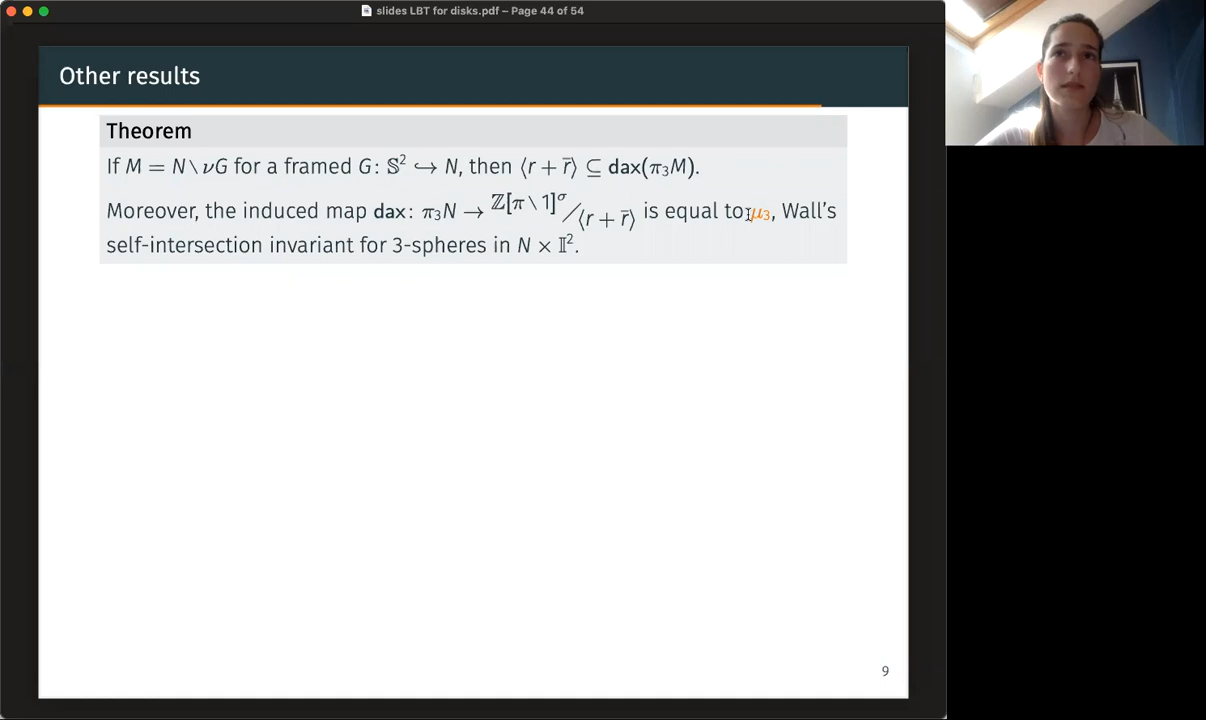 slides LBT for disks.pdf – Page 44 of 54
Other results
Theorem
If M = N∖νG for a framed G: 𝕊² ↪ N, then ⟨r + r̄⟩ ⊆ dax(π₃M).
Moreover, the induced map dax: π₃N → ℤ[π∖1]^σ/⟨r + r̄⟩ is equal to μ₃, Wall's
self-intersection invariant for 3-spheres in N × 𝕀².
9